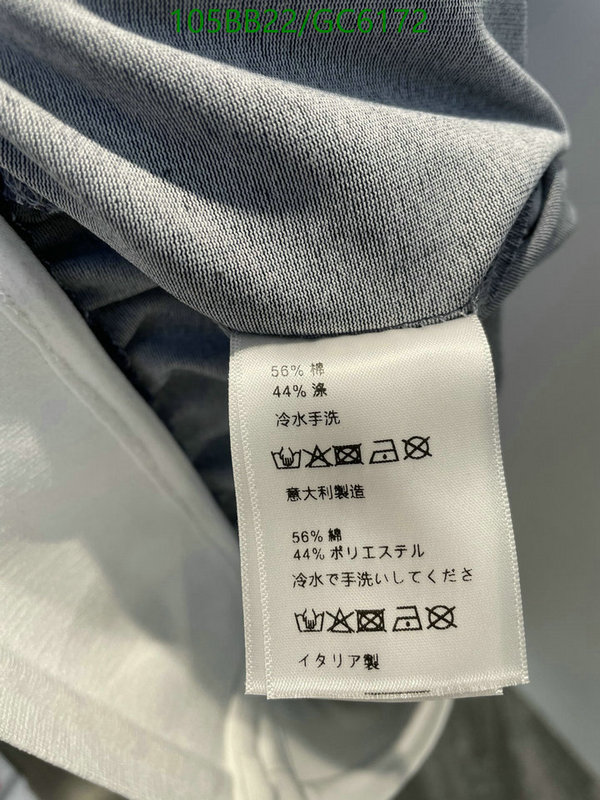 105BB22/GC6172
56% 棉
44% 涤
冷水手洗
意大利製造
56% 綿
44% ポリエステル
冷水で手洗いしてくださ
イタリア製